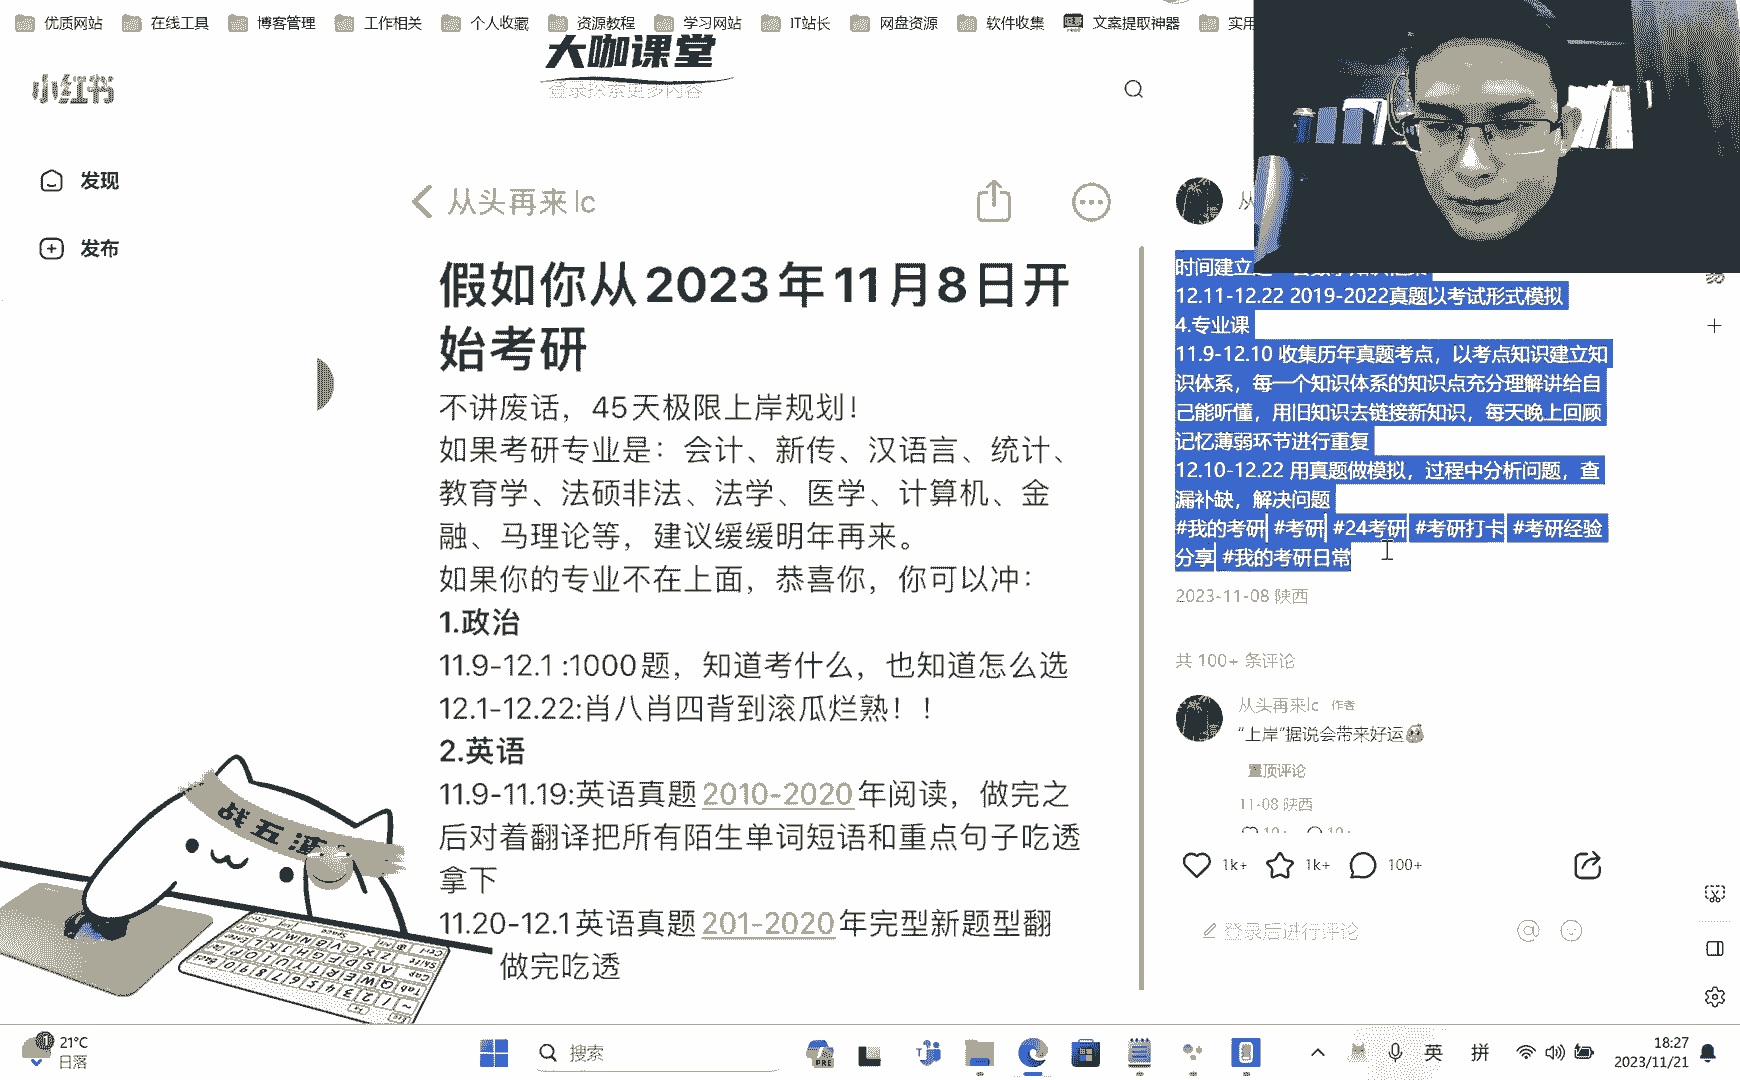 优质网站 在线工具 博客管理 工作相关 个人收藏 资源教程 学习网站 IT站长 网盘资源 软件收集 文案提取神器 实用
大咖课堂
小红书
登录探索更多内容
发现
发布
从头再来lc
假如你从2023年11月8日开
始考研
不讲废话，45天极限上岸规划！
如果考研专业是：会计、新传、汉语言、统计、
教育学、法硕非法、法学、医学、计算机、金
融、马理论等，建议缓缓明年再来。
如果你的专业不在上面，恭喜你，你可以冲：
1.政治
11.9-12.1 :1000题，知道考什么，也知道怎么选
12.1-12.22:肖八肖四背到滚瓜烂熟！！
2.英语
11.9-11.19:英语真题2010-2020年阅读，做完之
后对着翻译把所有陌生单词短语和重点句子吃透
拿下
11.20-12.1英语真题201-2020年完型新题型翻
做完吃透
从
时间建立
12.11-12.22 2019-2022真题以考试形式模拟
4.专业课
11.9-12.10 收集历年真题考点，以考点知识建立知
识体系，每一个知识体系的知识点充分理解讲给自
己能听懂，用旧知识去链接新知识，每天晚上回顾
记忆薄弱环节进行重复
12.10-12.22 用真题做模拟，过程中分析问题，查
漏补缺，解决问题
#我的考研 #考研 #24考研 #考研打卡 #考研经验
分享 #我的考研日常
2023-11-08 陕西
共 100+ 条评论
从头再来lc 作者
“上岸”据说会带来好运
置顶评论
11-08 陕西
1k+ 1k+ 100+
登录后进行评论
21°C
日落
搜索
英 拼
18:27
2023/11/21